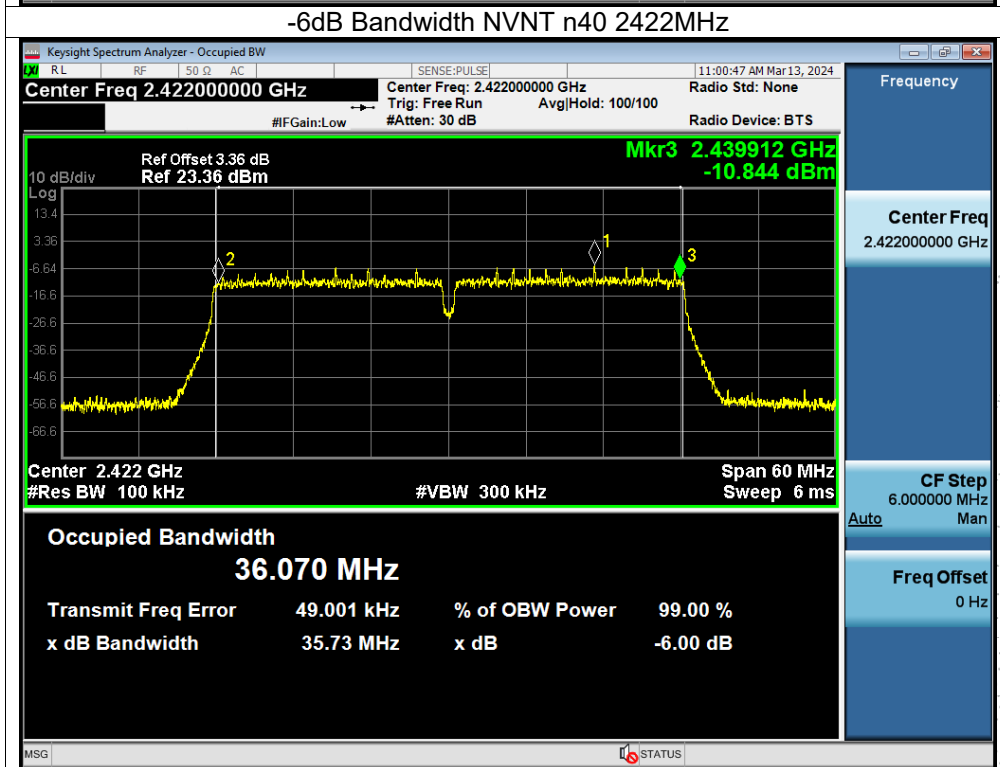 -6dB Bandwidth NVNT n40 2422MHz
Keysight Spectrum Analyzer - Occupied BW
LXI RL RF 50 Ω AC SENSE:PULSE 11:00:47 AM Mar 13, 2024
Center Freq 2.422000000 GHz
Center Freq: 2.422000000 GHz Radio Std: None
Trig: Free Run Avg|Hold: 100/100
#IFGain:Low #Atten: 30 dB Radio Device: BTS
Mkr3 2.439912 GHz
-10.844 dBm
Ref Offset 3.36 dB
10 dB/div Ref 23.36 dBm
Log
13.4
3.36
-6.64
-16.6
-26.6
-36.6
-46.6
-56.6
-66.6
2
1
3
Center 2.422 GHz Span 60 MHz
#Res BW 100 kHz #VBW 300 kHz Sweep 6 ms
Occupied Bandwidth
36.070 MHz
Transmit Freq Error 49.001 kHz % of OBW Power 99.00 %
x dB Bandwidth 35.73 MHz x dB -6.00 dB
Frequency
Center Freq
2.422000000 GHz
CF Step
6.000000 MHz
Auto Man
Freq Offset
0 Hz
MSG STATUS